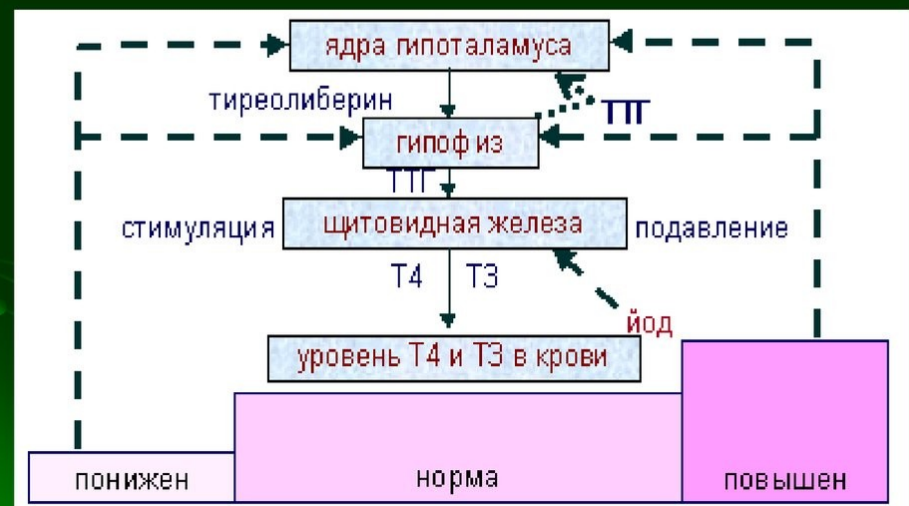 ядра гипоталамуса
тиреолиберин
ТТГ
гипофиз
ТТГ
стимуляция
щитовидная железа
подавление
Т4
Т3
йод
уровень Т4 и Т3 в крови
понижен
норма
повышен